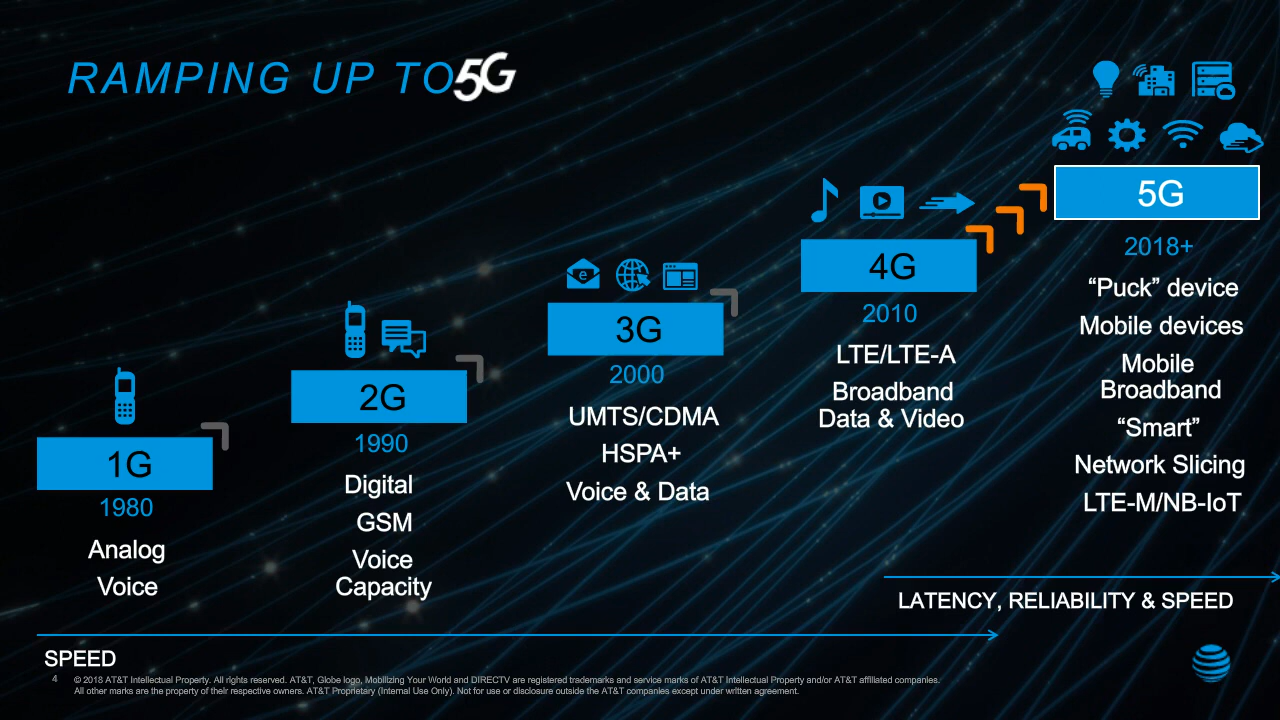 RAMPING UP TO 5G
1G
1980
Analog
Voice
2G
1990
Digital
GSM
Voice
Capacity
e
3G
2000
UMTS/CDMA
HSPA+
Voice & Data
4G
2010
LTE/LTE-A
Broadband
Data & Video
5G
2018+
“Puck” device
Mobile devices
Mobile
Broadband
“Smart”
Network Slicing
LTE-M/NB-IoT
LATENCY, RELIABILITY & SPEED
SPEED
4
© 2018 AT&T Intellectual Property. All rights reserved. AT&T, Globe logo, Mobilizing Your World and DIRECTV are registered trademarks and service marks of AT&T Intellectual Property and/or AT&T affiliated companies.
All other marks are the property of their respective owners. AT&T Proprietary (Internal Use Only). Not for use or disclosure outside the AT&T companies except under written agreement.